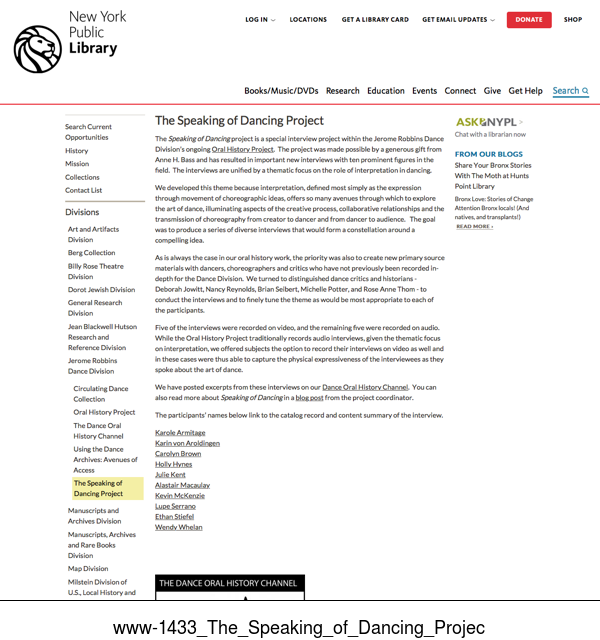 New York
Public
Library
LOG IN
LOCATIONS
GET A LIBRARY CARD
GET EMAIL UPDATES
DONATE
SHOP
Books/Music/DVDs
Research
Education
Events
Connect
Give
Get Help
Search
Search Current
Opportunities
History
Mission
Collections
Contact List
Divisions
Art and Artifacts
Division
Berg Collection
Billy Rose Theatre
Division
Dorot Jewish Division
General Research
Division
Jean Blackwell Hutson
Research and
Reference Division
Jerome Robbins
Dance Division
Circulating Dance
Collection
Oral History Project
The Dance Oral
History Channel
Using the Dance
Archives: Avenues of
Access
The Speaking of
Dancing Project
Manuscripts and
Archives Division
Manuscripts, Archives
and Rare Books
Division
Map Division
Milstein Division of
U.S., Local History and
The Speaking of Dancing Project
The Speaking of Dancing project is a special interview project within the Jerome Robbins Dance
Division's ongoing Oral History Project. The project was made possible by a generous gift from
Anne H. Bass and has resulted in important new interviews with ten prominent figures in the
field. The interviews are unified by a thematic focus on the role of interpretation in dancing.
We developed this theme because interpretation, defined most simply as the expression
through movement of choreographic ideas, offers so many avenues through which to explore
the art of dance, illuminating aspects of the creative process, collaborative relationships and the
transmission of choreography from creator to dancer and from dancer to audience. The goal
was to produce a series of diverse interviews that would form a constellation around a
compelling idea.
As is always the case in our oral history work, the priority was also to create new primary source
materials with dancers, choreographers and critics who have not previously been recorded in-
depth for the Dance Division. We turned to distinguished dance critics and historians -
Deborah Jowitt, Nancy Reynolds, Brian Seibert, Michelle Potter, and Rose Anne Thom - to
conduct the interviews and to finely tune the theme as would be most appropriate to each of
the participants.
Five of the interviews were recorded on video, and the remaining five were recorded on audio.
While the Oral History Project traditionally records audio interviews, given the thematic focus
on interpretation, we offered subjects the option to record their interviews on video as well and
in these cases were thus able to capture the physical expressiveness of the interviewees as they
spoke about the art of dance.
We have posted excerpts from these interviews on our Dance Oral History Channel. You can
also read more about Speaking of Dancing in a blog post from the project coordinator.
The participants' names below link to the catalog record and content summary of the interview.
Karole Armitage
Karin von Aroldingen
Carolyn Brown
Holly Hynes
Julie Kent
Alastair Macaulay
Kevin McKenzie
Lupe Serrano
Ethan Stiefel
Wendy Whelan
THE DANCE ORAL HISTORY CHANNEL
ASK NYPL >
Chat with a librarian now
FROM OUR BLOGS
Share Your Bronx Stories
With The Moth at Hunts
Point Library
Bronx Love: Stories of Change
Attention Bronx locals! (And
natives, and transplants!)
READ MORE ›
www-1433_The_Speaking_of_Dancing_Projec